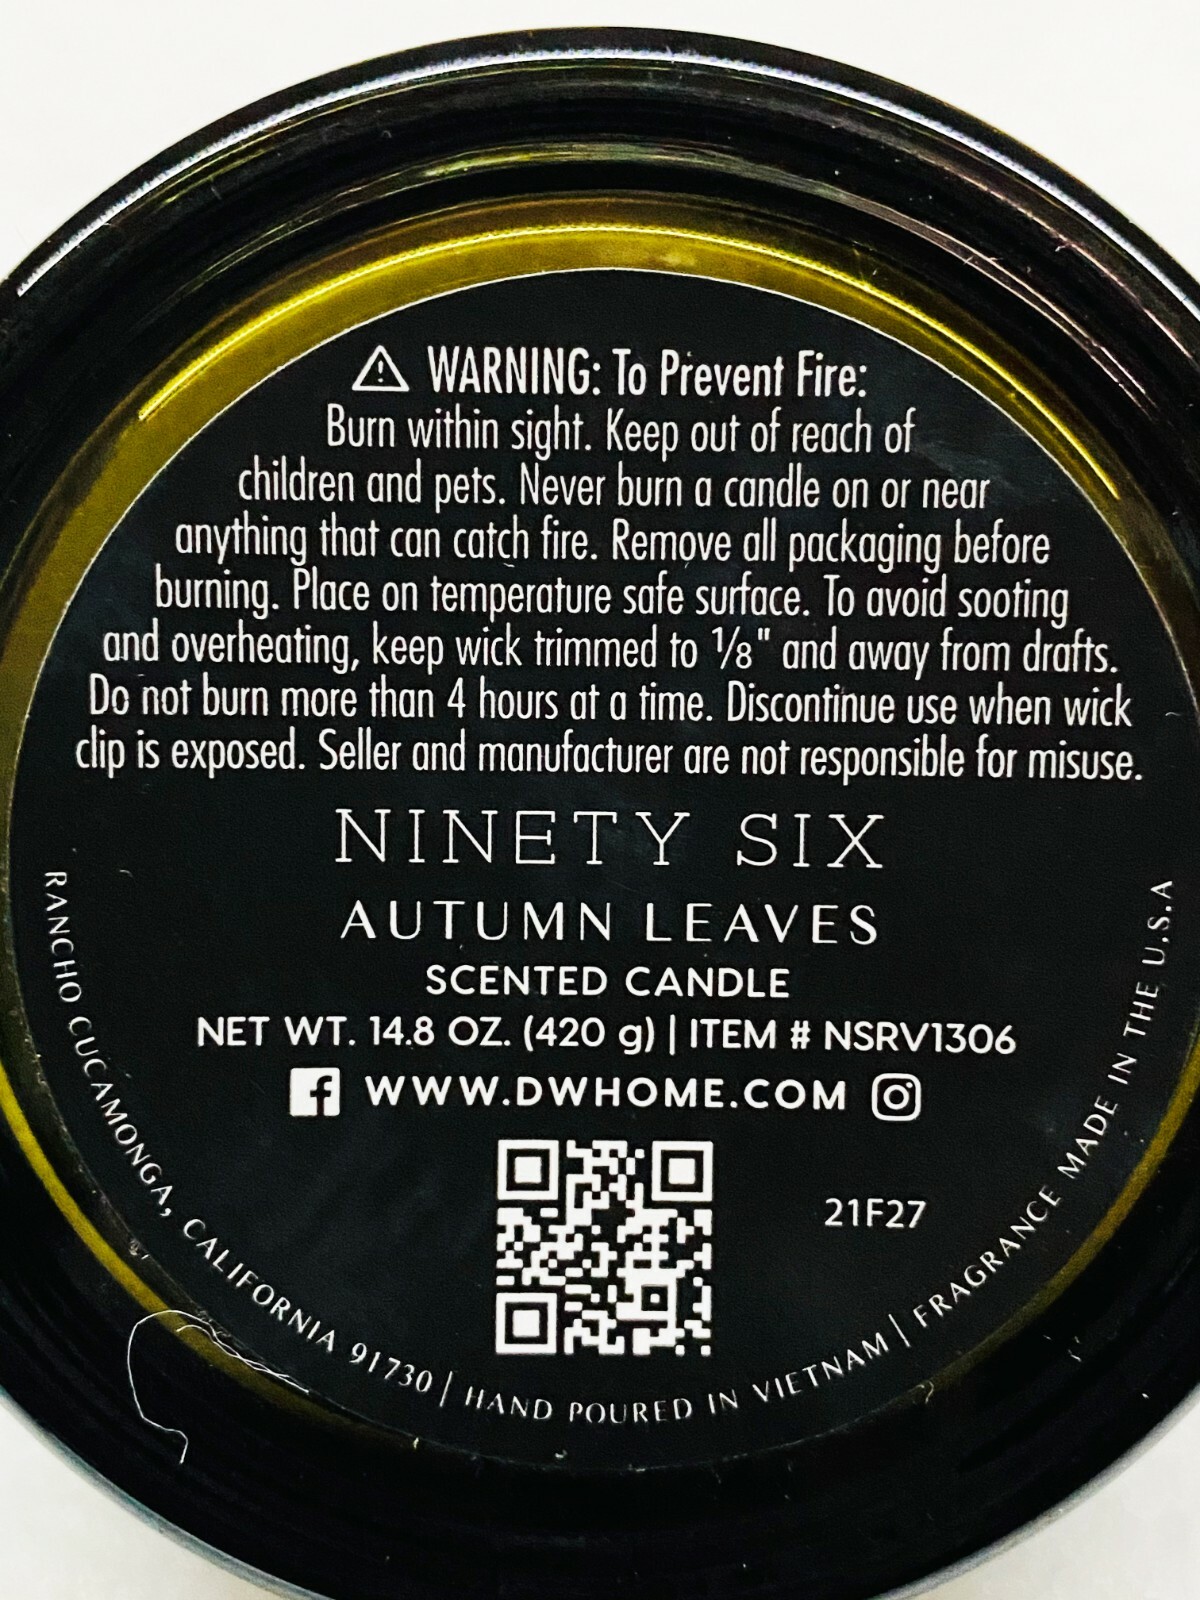 ⚠ WARNING: To Prevent Fire:
Burn within sight. Keep out of reach of
children and pets. Never burn a candle on or near
anything that can catch fire. Remove all packaging before
burning. Place on temperature safe surface. To avoid sooting
and overheating, keep wick trimmed to ⅛" and away from drafts.
Do not burn more than 4 hours at a time. Discontinue use when wick
clip is exposed. Seller and manufacturer are not responsible for misuse.
NINETY SIX
AUTUMN LEAVES
SCENTED CANDLE
NET WT. 14.8 OZ. (420 g) | ITEM # NSRV1306
WWW.DWHOME.COM
21F27
RANCHO CUCAMONGA, CALIFORNIA 91730 | HAND POURED IN VIETNAM | FRAGRANCE MADE IN THE U.S.A